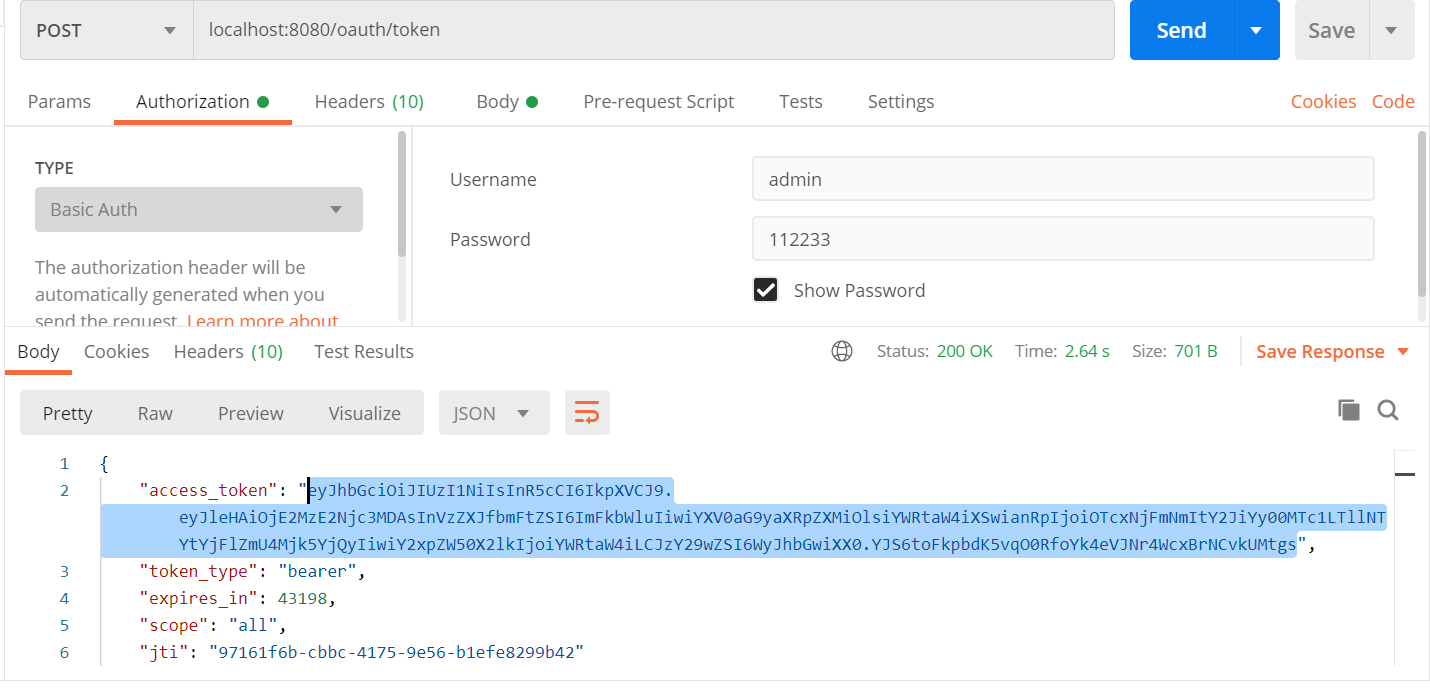 POST localhost:8080/oauth/token Send Save
Params Authorization Headers (10) Body Pre-request Script Tests Settings Cookies Code
TYPE
Basic Auth
The authorization header will be
automatically generated when you
send the request. Learn more about
Username admin
Password 112233
Show Password
Body Cookies Headers (10) Test Results Status: 200 OK Time: 2.64 s Size: 701 B Save Response
Pretty Raw Preview Visualize JSON
1 {
2 "access_token": "eyJhbGciOiJIUzI1NiIsInR5cCI6IkpXVCJ9.
eyJleHAiOjE2MzE2Njc3MDAsInVzZXJfbmFtZSI6ImFkbWluIiwiYXV0aG9yaXRpZXMiOlsiYWRtaW4iXSwianRpIjoiOTcxNjFmNmItY2JiYy00MTc1LTllNT
YtYjFlZmU4Mjk5YjQyIiwiY2xpZW50X2lkIjoiYWRtaW4iLCJzY29wZSI6WyJhbGwiXX0.YJS6toFkpbdK5vqO0RfoYk4eVJNr4WcxBrNCvkUMtgs",
3 "token_type": "bearer",
4 "expires_in": 43198,
5 "scope": "all",
6 "jti": "97161f6b-cbbc-4175-9e56-b1efe8299b42"